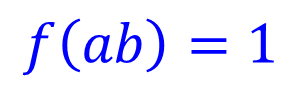 f(ab) = 1